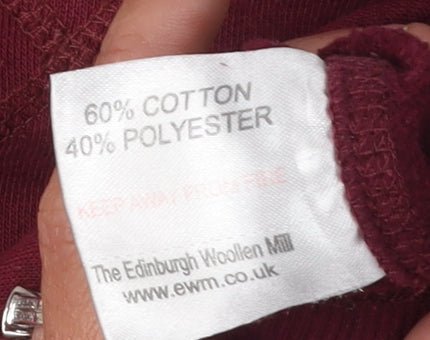 60% COTTON
40% POLYESTER
KEEP AWAY FROM FIRE
The Edinburgh Woollen Mill
www.ewm.co.uk